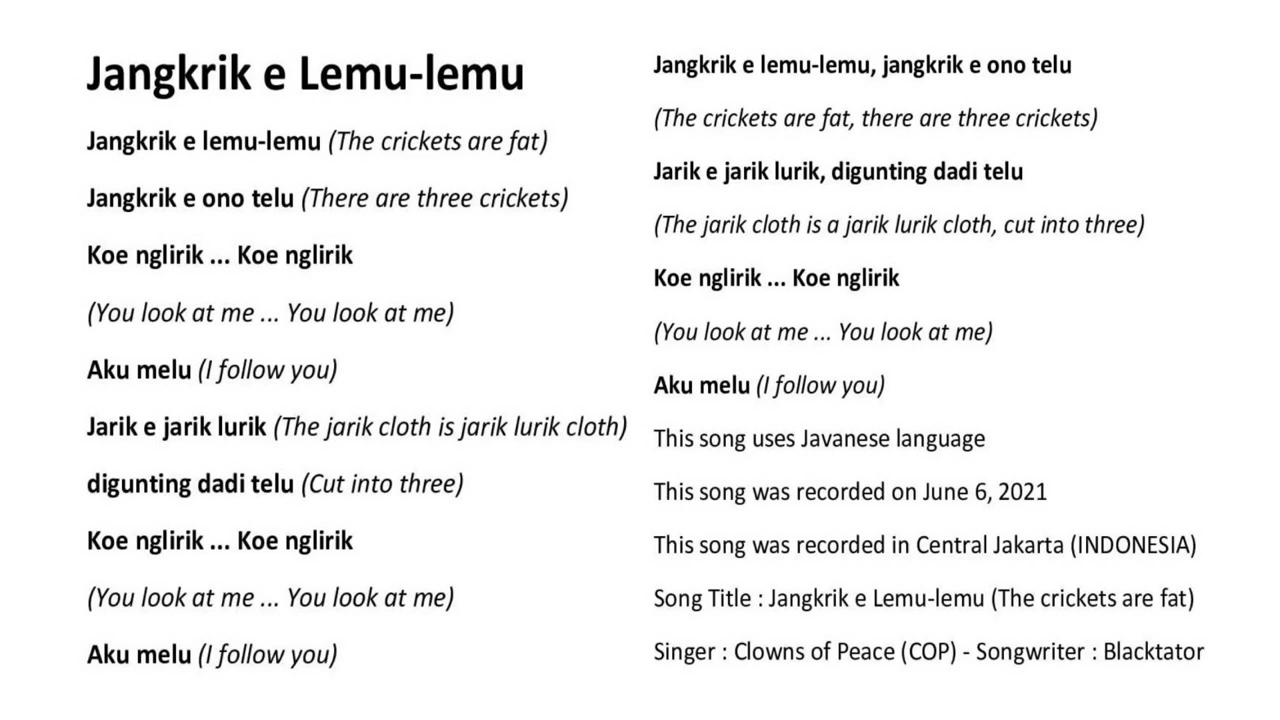 Jangkrik e Lemu-lemu
Jangkrik e lemu-lemu (The crickets are fat)
Jangkrik e ono telu (There are three crickets)
Koe nglirik ... Koe nglirik
(You look at me ... You look at me)
Aku melu (I follow you)
Jarik e jarik lurik (The jarik cloth is jarik lurik cloth)
digunting dadi telu (Cut into three)
Koe nglirik ... Koe nglirik
(You look at me ... You look at me)
Aku melu (I follow you)
Jangkrik e lemu-lemu, jangkrik e ono telu
(The crickets are fat, there are three crickets)
Jarik e jarik lurik, digunting dadi telu
(The jarik cloth is a jarik lurik cloth, cut into three)
Koe nglirik ... Koe nglirik
(You look at me ... You look at me)
Aku melu (I follow you)
This song uses Javanese language
This song was recorded on June 6, 2021
This song was recorded in Central Jakarta (INDONESIA)
Song Title : Jangkrik e Lemu-lemu (The crickets are fat)
Singer : Clowns of Peace (COP) - Songwriter : Blacktator